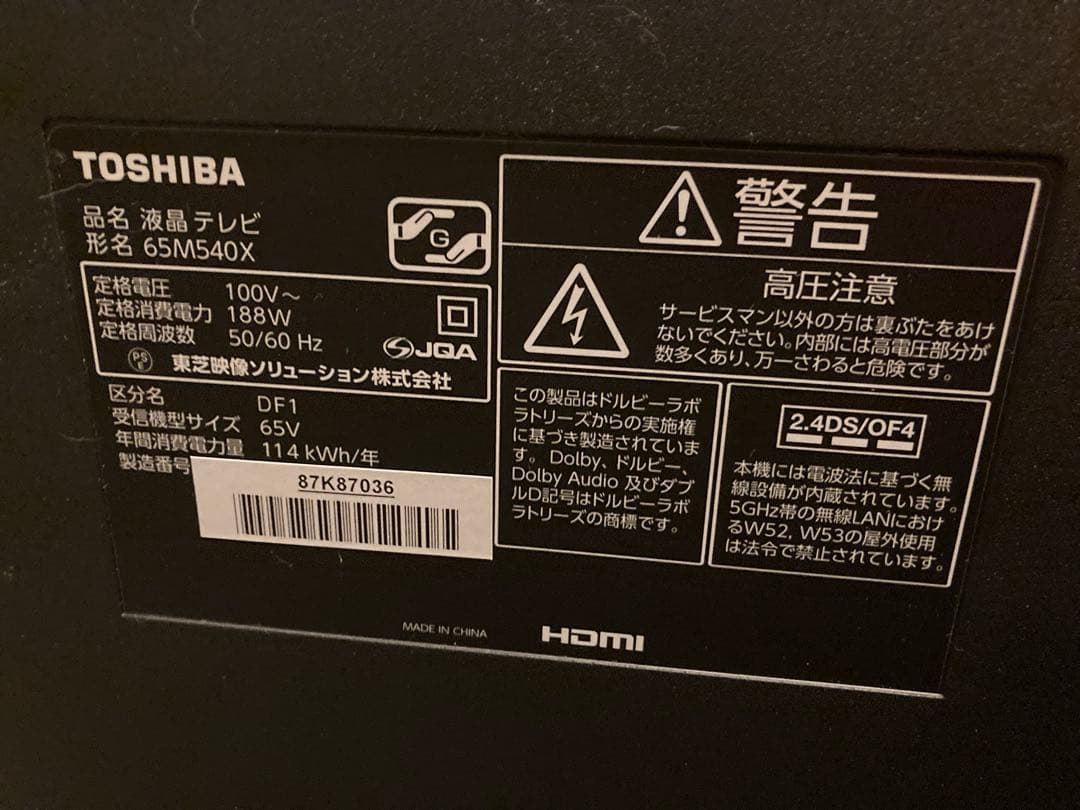 TOSHIBA
品名 液晶テレビ
形名 65M540X
G
定格電圧 100V～
定格消費電力 188W
定格周波数 50/60 Hz
JQA
PS
E
東芝映像ソリューション株式会社
区分名 DF1
受信機型サイズ 65V
年間消費電力量 114 kWh/年
製造番号
87K87036
警告
高圧注意
サービスマン以外の方は裏ぶたをあけ
ないでください。内部には高電圧部分が
数多くあり、万一さわると危険です。
この製品はドルビーラボ
ラトリーズからの実施権
に基づき製造されていま
す。Dolby、ドルビー、
Dolby Audio 及びダブ
ルD記号はドルビーラボ
ラトリーズの商標です。
2.4DS/OF4
本機には電波法に基づく無
線設備が内蔵されています。
5GHz帯の無線LANにおけ
るW52, W53の屋外使用
は法令で禁止されています。
MADE IN CHINA
HDMI